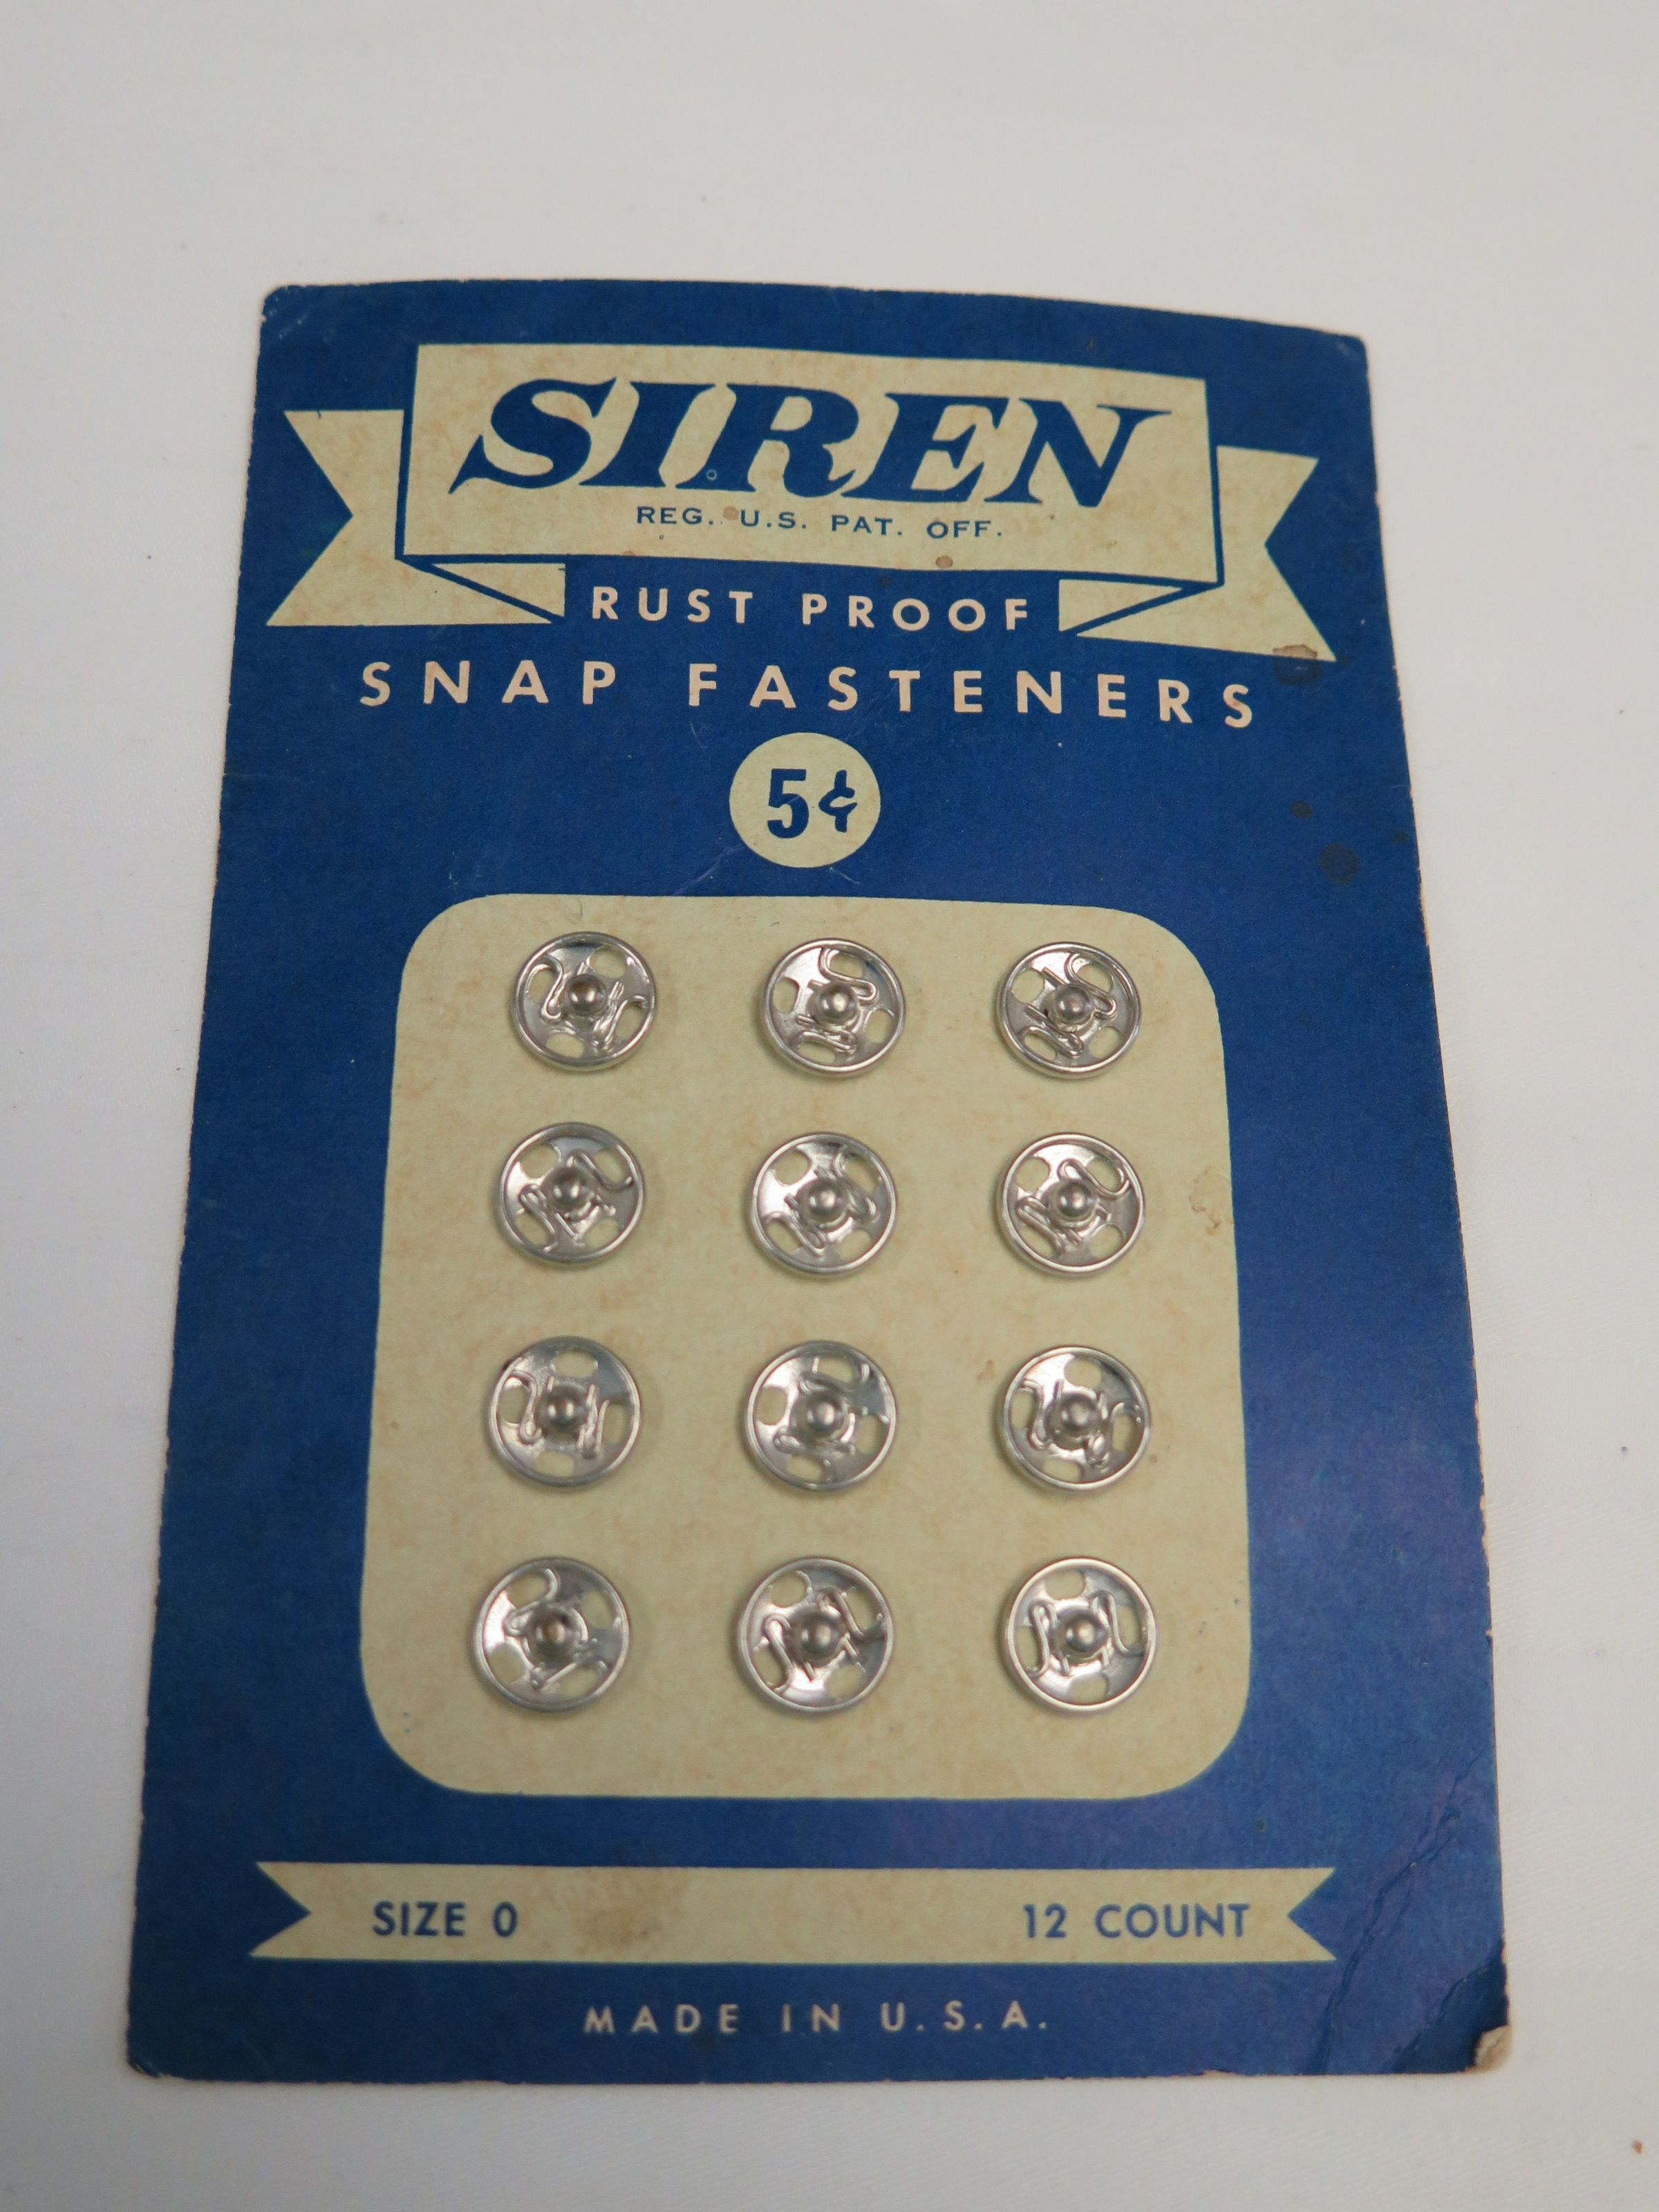 SIREN
REG. U.S. PAT. OFF.
RUST PROOF
SNAP FASTENERS
5¢
SIZE 0 12 COUNT
MADE IN U.S.A.